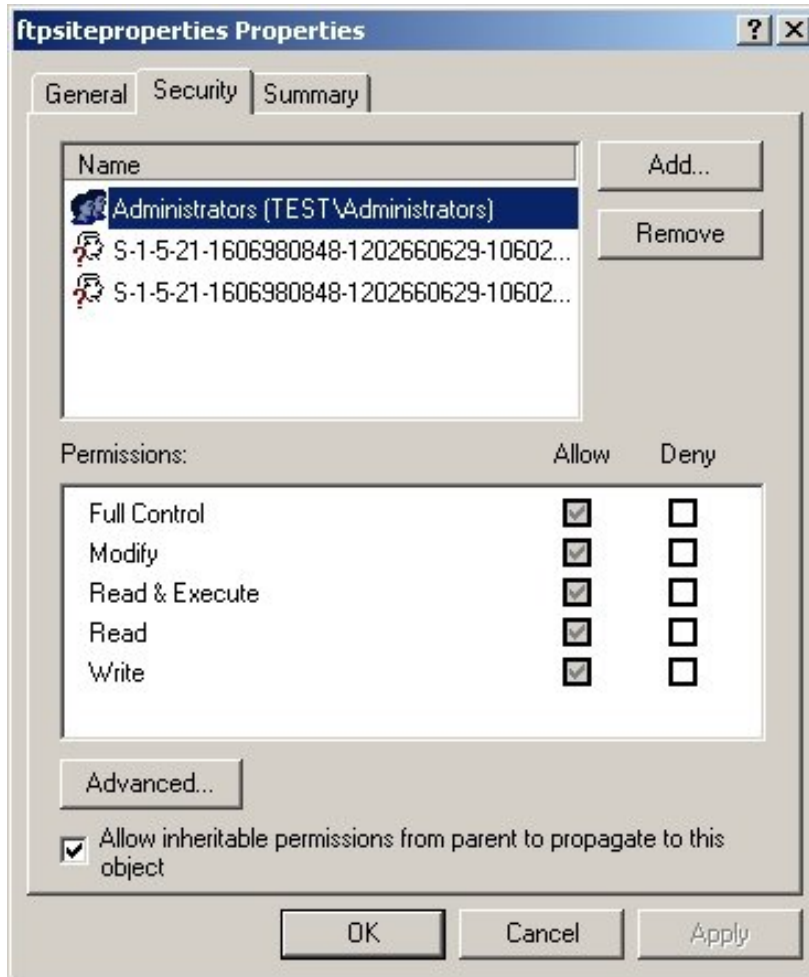 ftpsiteproperties Properties
General Security Summary
Name
Add...
Administrators (TEST\Administrators)
Remove
S-1-5-21-1606980848-1202660629-10602...
S-1-5-21-1606980848-1202660629-10602...
Permissions: Allow Deny
Full Control
Modify
Read & Execute
Read
Write
Advanced...
Allow inheritable permissions from parent to propagate to this
object
OK Cancel Apply